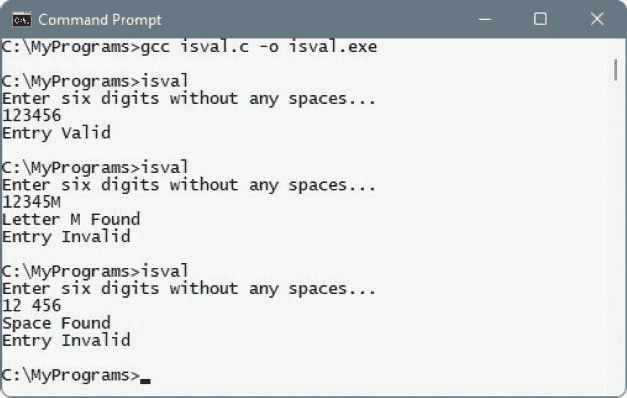 Command Prompt
C:\MyPrograms>gcc isval.c -o isval.exe
C:\MyPrograms>isval
Enter six digits without any spaces...
123456
Entry Valid
C:\MyPrograms>isval
Enter six digits without any spaces...
12345M
Letter M Found
Entry Invalid
C:\MyPrograms>isval
Enter six digits without any spaces...
12 456
Space Found
Entry Invalid
C:\MyPrograms>